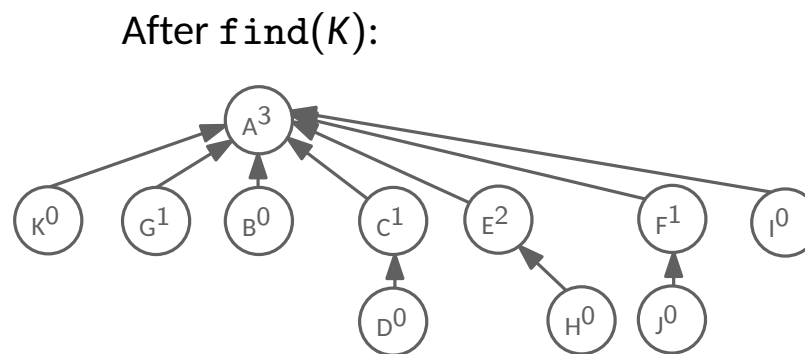 After find(K):
A³
K⁰ G¹ B⁰ C¹ E² F¹ I⁰
D⁰ H⁰ J⁰